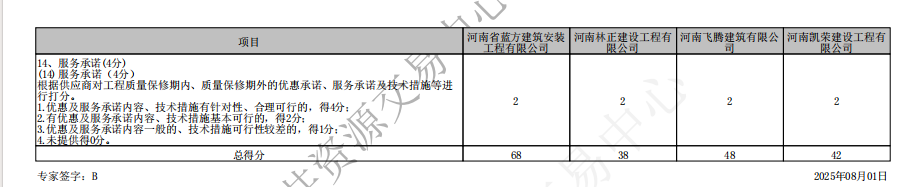 项目 河南省蓝方建筑安装工程有限公司 河南林正建设工程有限公司 河南飞腾建筑有限公司 河南凯荣建设工程有限公司
14、服务承诺(4分)
(14)服务承诺（4分）
根据供应商对工程质量保修期内、质量保修期外的优惠承诺、服务承诺及技术措施等进
行打分。
1.优惠及服务承诺内容、技术措施有针对性、合理可行的，得4分；
2.有优惠及服务承诺内容、技术措施基本可行的，得2分；
3.优惠及服务承诺内容一般的、技术措施可行性较差的，得1分；
4.未提供得0分。
2 2 2 2
总得分 68 38 48 42
专家签字：B 2025年08月01日
共资源交易中心
易中心